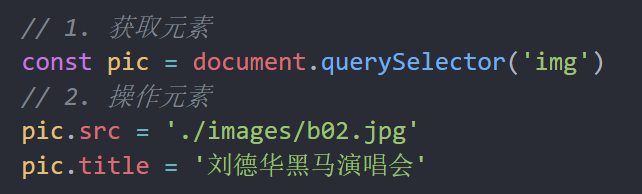 // 1. 获取元素
const pic = document.querySelector('img')
// 2. 操作元素
pic.src = './images/b02.jpg'
pic.title = '刘德华黑马演唱会'